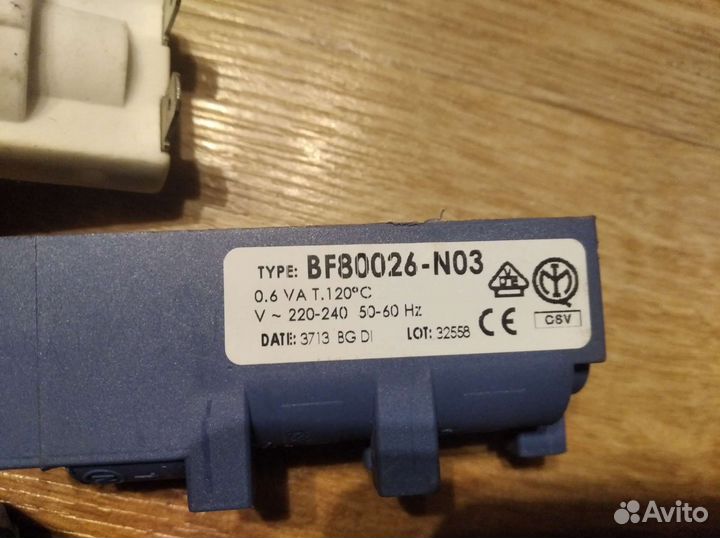 TYPE: BF80026-N03
0.6 VA T.120°C
V ~ 220-240 50-60 Hz
DATE: 3713 BG DI LOT: 32558 CE
VDE
CSV
Avito